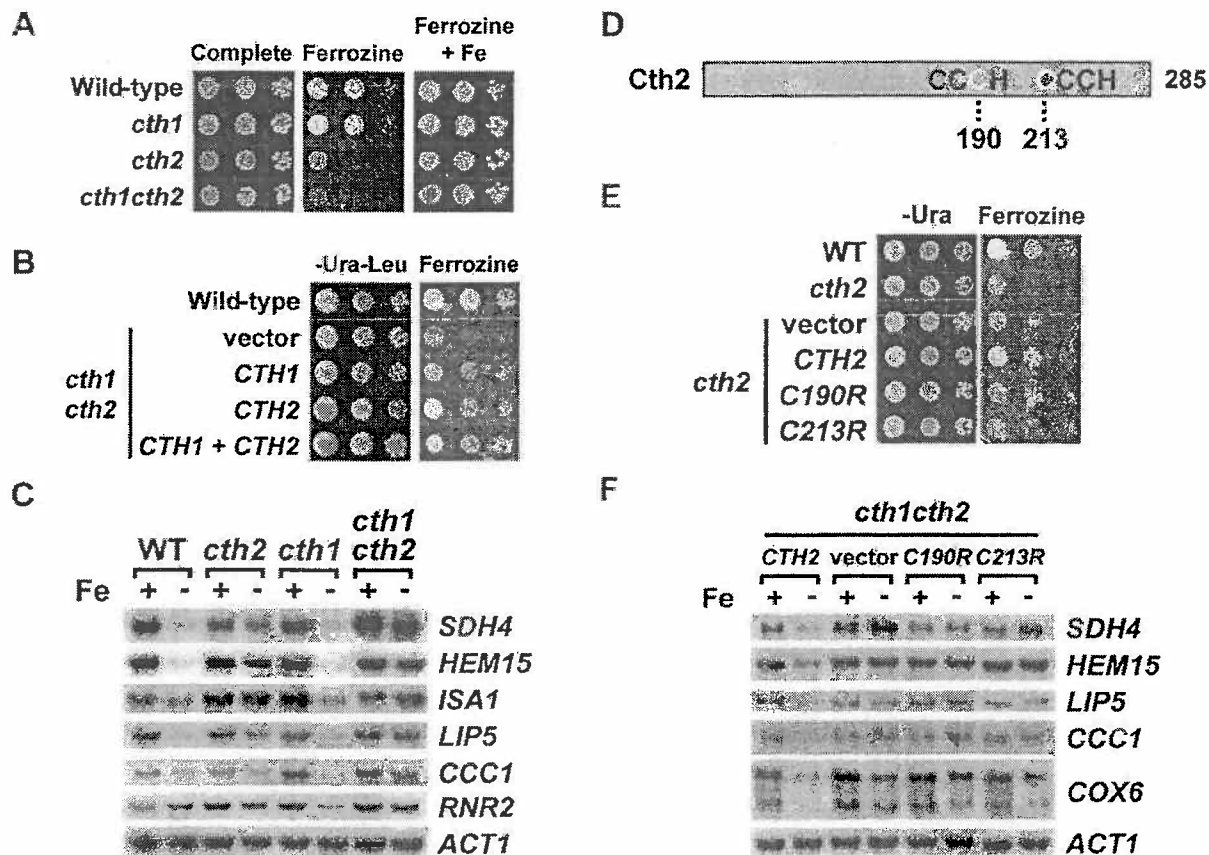 A
Complete Ferrozine Ferrozine + Fe
Wild-type
cth1
cth2
cth1cth2
B
-Ura-Leu Ferrozine
Wild-type
vector
CTH1
CTH2
CTH1 + CTH2
cth1
cth2
C
WT cth2 cth1 cth1 cth2
Fe + - + - + - + -
SDH4
HEM15
ISA1
LIP5
CCC1
RNR2
ACT1
D
Cth2 CCCH CCCH 285
190 213
E
-Ura Ferrozine
WT
cth2
vector
CTH2
C190R
C213R
cth2
F
cth1cth2
CTH2 vector C190R C213R
Fe + - + - + - + -
SDH4
HEM15
LIP5
CCC1
COX6
ACT1